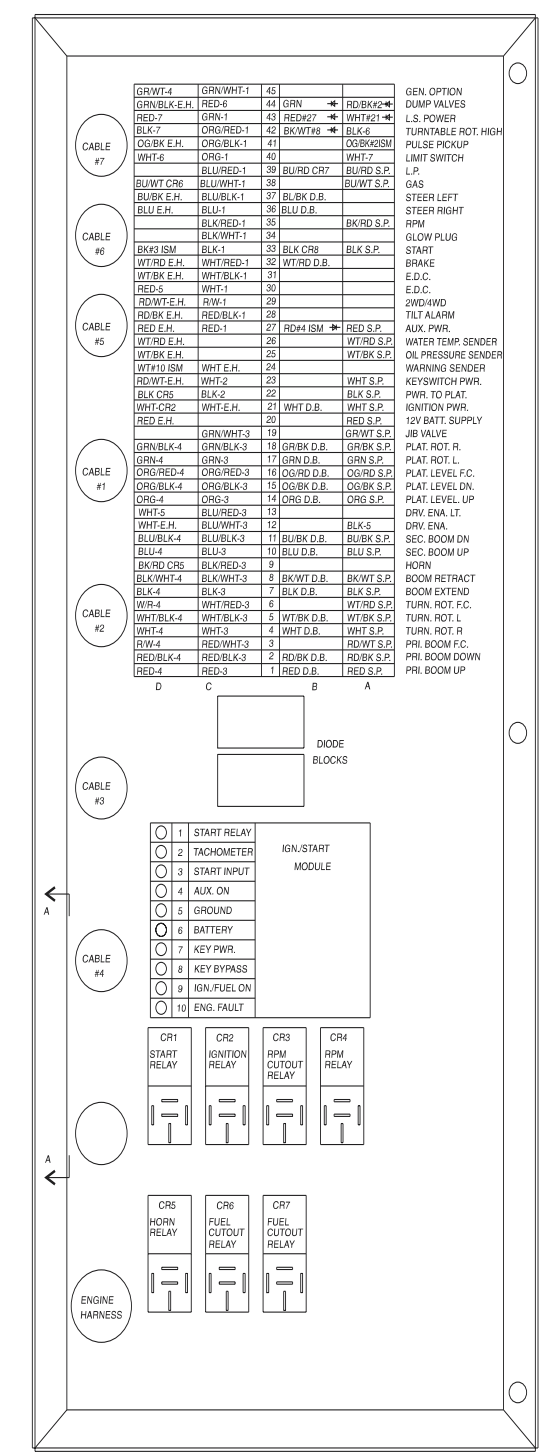 GR/WT-4 GRN/WHT-1 45 GEN. OPTION
GRN/BLK-E.H. RED-6 44 GRN RD/BK#2 DUMP VALVES
RED-7 GRN-1 43 RED#27 WHT#21 L.S. POWER
BLK-7 ORG/RED-1 42 BK/WT#8 BLK-6 TURNTABLE ROT. HIGH
OG/BK E.H. ORG/BLK-1 41 OG/BK#2ISM PULSE PICKUP
WHT-6 ORG-1 40 WHT-7 LIMIT SWITCH
BLU/RED-1 39 BU/RD CR7 BU/RD S.P. L.P.
BU/WT CR6 BLU/WHT-1 38 BU/WT S.P. GAS
BU/BK E.H. BLU/BLK-1 37 BL/BK D.B. STEER LEFT
BLU E.H. BLU-1 36 BLU D.B. STEER RIGHT
BLK/RED-1 35 BK/RD S.P. RPM
BLK/WHT-1 34 GLOW PLUG
BK#3 ISM BLK-1 33 BLK CR8 BLK S.P. START
WT/RD E.H. WHT/RED-1 32 WT/RD D.B. BRAKE
WT/BK E.H. WHT/BLK-1 31 E.D.C.
RED-5 WHT-1 30 E.D.C.
RD/WT-E.H. R/W-1 29 2WD/4WD
RD/BK E.H. RED/BLK-1 28 TILT ALARM
RED E.H. RED-1 27 RD#4 ISM RED S.P. AUX. PWR.
WT/RD E.H. 26 WT/RD S.P. WATER TEMP. SENDER
WT/BK E.H. 25 WT/BK S.P. OIL PRESSURE SENDER
WT#10 ISM WHT E.H. 24 WARNING SENDER
RD/WT-E.H. WHT-2 23 WHT S.P. KEYSWITCH PWR.
BLK CR5 BLK-2 22 BLK S.P. PWR. TO PLAT.
WHT-CR2 WHT-E.H. 21 WHT D.B. WHT S.P. IGNITION PWR.
RED E.H. 20 RED S.P. 12V BATT. SUPPLY
GRN/WHT-3 19 GR/WT S.P. JIB VALVE
GRN/BLK-4 GRN/BLK-3 18 GR/BK D.B. GR/BK S.P. PLAT. ROT. R.
GRN-4 GRN-3 17 GRN D.B. GRN S.P. PLAT. ROT. L.
ORG/RED-4 ORG/RED-3 16 OG/RD D.B. OG/RD S.P. PLAT. LEVEL F.C.
ORG/BLK-4 ORG/BLK-3 15 OG/BK D.B. OG/BK S.P. PLAT. LEVEL DN.
ORG-4 ORG-3 14 ORG D.B. ORG S.P. PLAT. LEVEL. UP
WHT-5 BLU/RED-3 13 DRV. ENA. LT.
WHT-E.H. BLU/WHT-3 12 BLK-5 DRV. ENA.
BLU/BLK-4 BLU/BLK-3 11 BU/BK D.B. BU/BK S.P. SEC. BOOM DN
BLU-4 BLU-3 10 BLU D.B. BLU S.P. SEC. BOOM UP
BK/RD CR5 BLK/RED-3 9 HORN
BLK/WHT-4 BLK/WHT-3 8 BK/WT D.B. BK/WT S.P. BOOM RETRACT
BLK-4 BLK-3 7 BLK D.B. BLK S.P. BOOM EXTEND
W/R-4 WHT/RED-3 6 WT/RD S.P. TURN. ROT. F.C.
WHT/BLK-4 WHT/BLK-3 5 WT/BK D.B. WT/BK S.P. TURN. ROT. L
WHT-4 WHT-3 4 WHT D.B. WHT S.P. TURN. ROT. R
R/W-4 RED/WHT-3 3 RD/WT S.P. PRI. BOOM F.C.
RED/BLK-4 RED/BLK-3 2 RD/BK D.B. RD/BK S.P. PRI. BOOM DOWN
RED-4 RED-3 1 RED D.B. RED S.P. PRI. BOOM UP
D C B A
CABLE
#7
CABLE
#6
CABLE
#5
CABLE
#1
CABLE
#2
DIODE
BLOCKS
CABLE
#3
1 START RELAY
2 TACHOMETER
3 START INPUT
4 AUX. ON
5 GROUND
6 BATTERY
7 KEY PWR.
8 KEY BYPASS
9 IGN./FUEL ON
10 ENG. FAULT
IGN./START
MODULE
A
CABLE
#4
CR1 CR2 CR3 CR4
START IGNITION RPM RPM
RELAY RELAY CUTOUT RELAY
RELAY
A
CR5 CR6 CR7
HORN FUEL FUEL
RELAY CUTOUT CUTOUT
RELAY RELAY
ENGINE
HARNESS